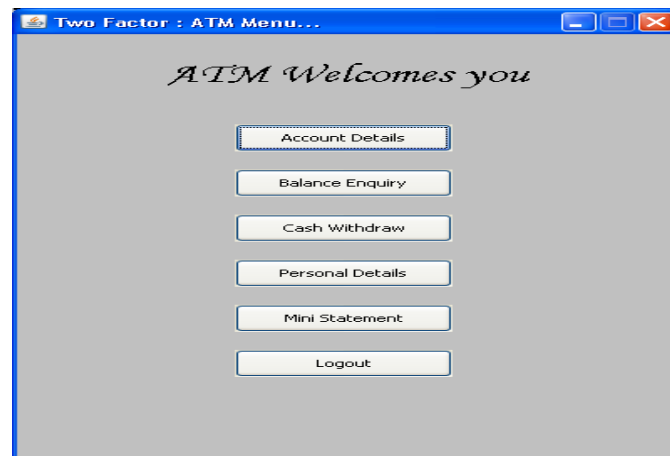 Two Factor : ATM Menu...
ATM Welcomes you
Account Details
Balance Enquiry
Cash Withdraw
Personal Details
Mini Statement
Logout